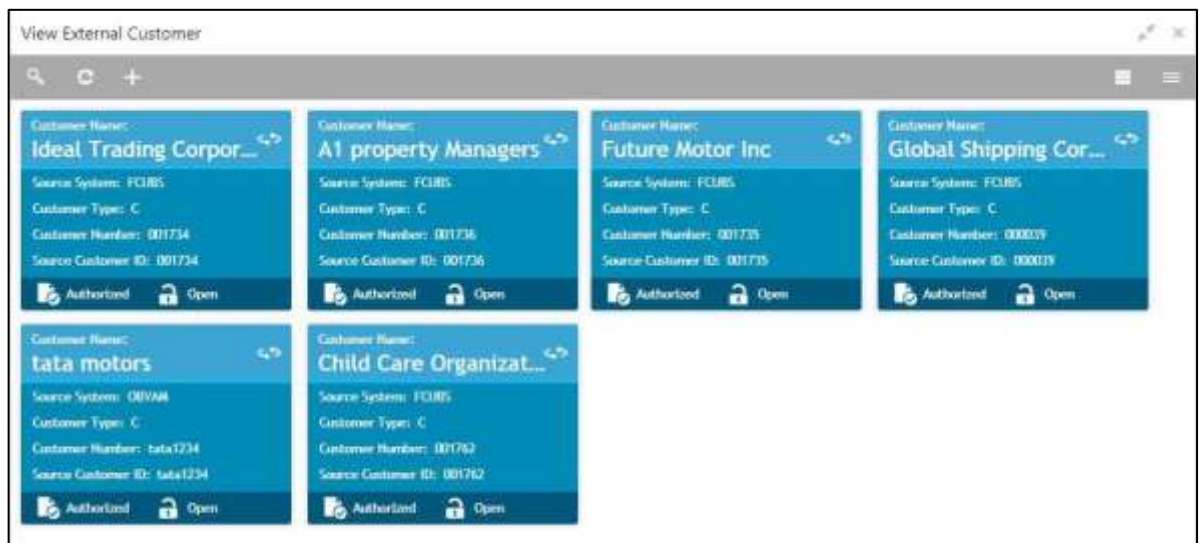 View External Customer
Customer Name:
Ideal Trading Corpor...
Source System: FCUBS
Customer Type: C
Customer Number: 001734
Source Customer ID: 001734
Authorized Open
Customer Name:
A1 property Managers
Source System: FCUBS
Customer Type: C
Customer Number: 001736
Source Customer ID: 001736
Authorized Open
Customer Name:
Future Motor Inc
Source System: FCUBS
Customer Type: C
Customer Number: 001735
Source Customer ID: 001735
Authorized Open
Customer Name:
Global Shipping Cor...
Source System: FCUBS
Customer Type: C
Customer Number: 000039
Source Customer ID: 000039
Authorized Open
Customer Name:
tata motors
Source System: OBVAM
Customer Type: C
Customer Number: tata1234
Source Customer ID: tata1234
Authorized Open
Customer Name:
Child Care Organizat...
Source System: FCUBS
Customer Type: C
Customer Number: 001762
Source Customer ID: 001762
Authorized Open